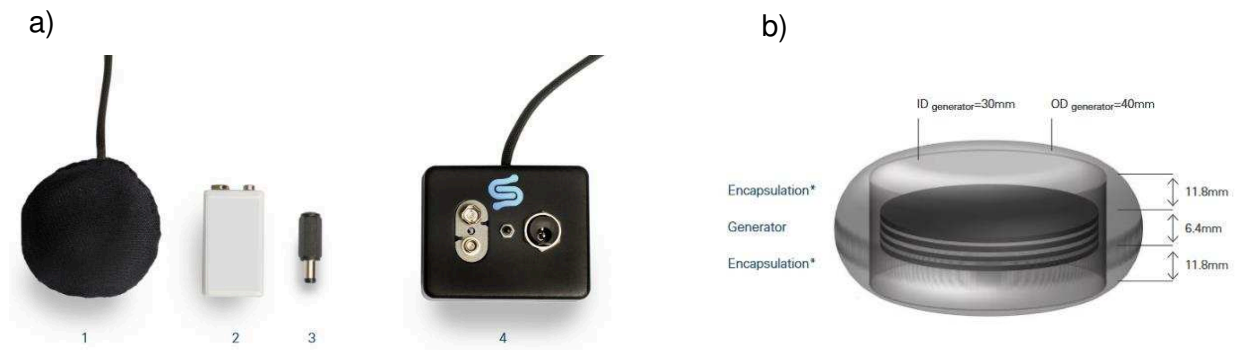 a)
b)
ID generator=30mm
OD generator=40mm
Encapsulation*
11.8mm
Generator
6.4mm
Encapsulation*
11.8mm
1
2
3
4